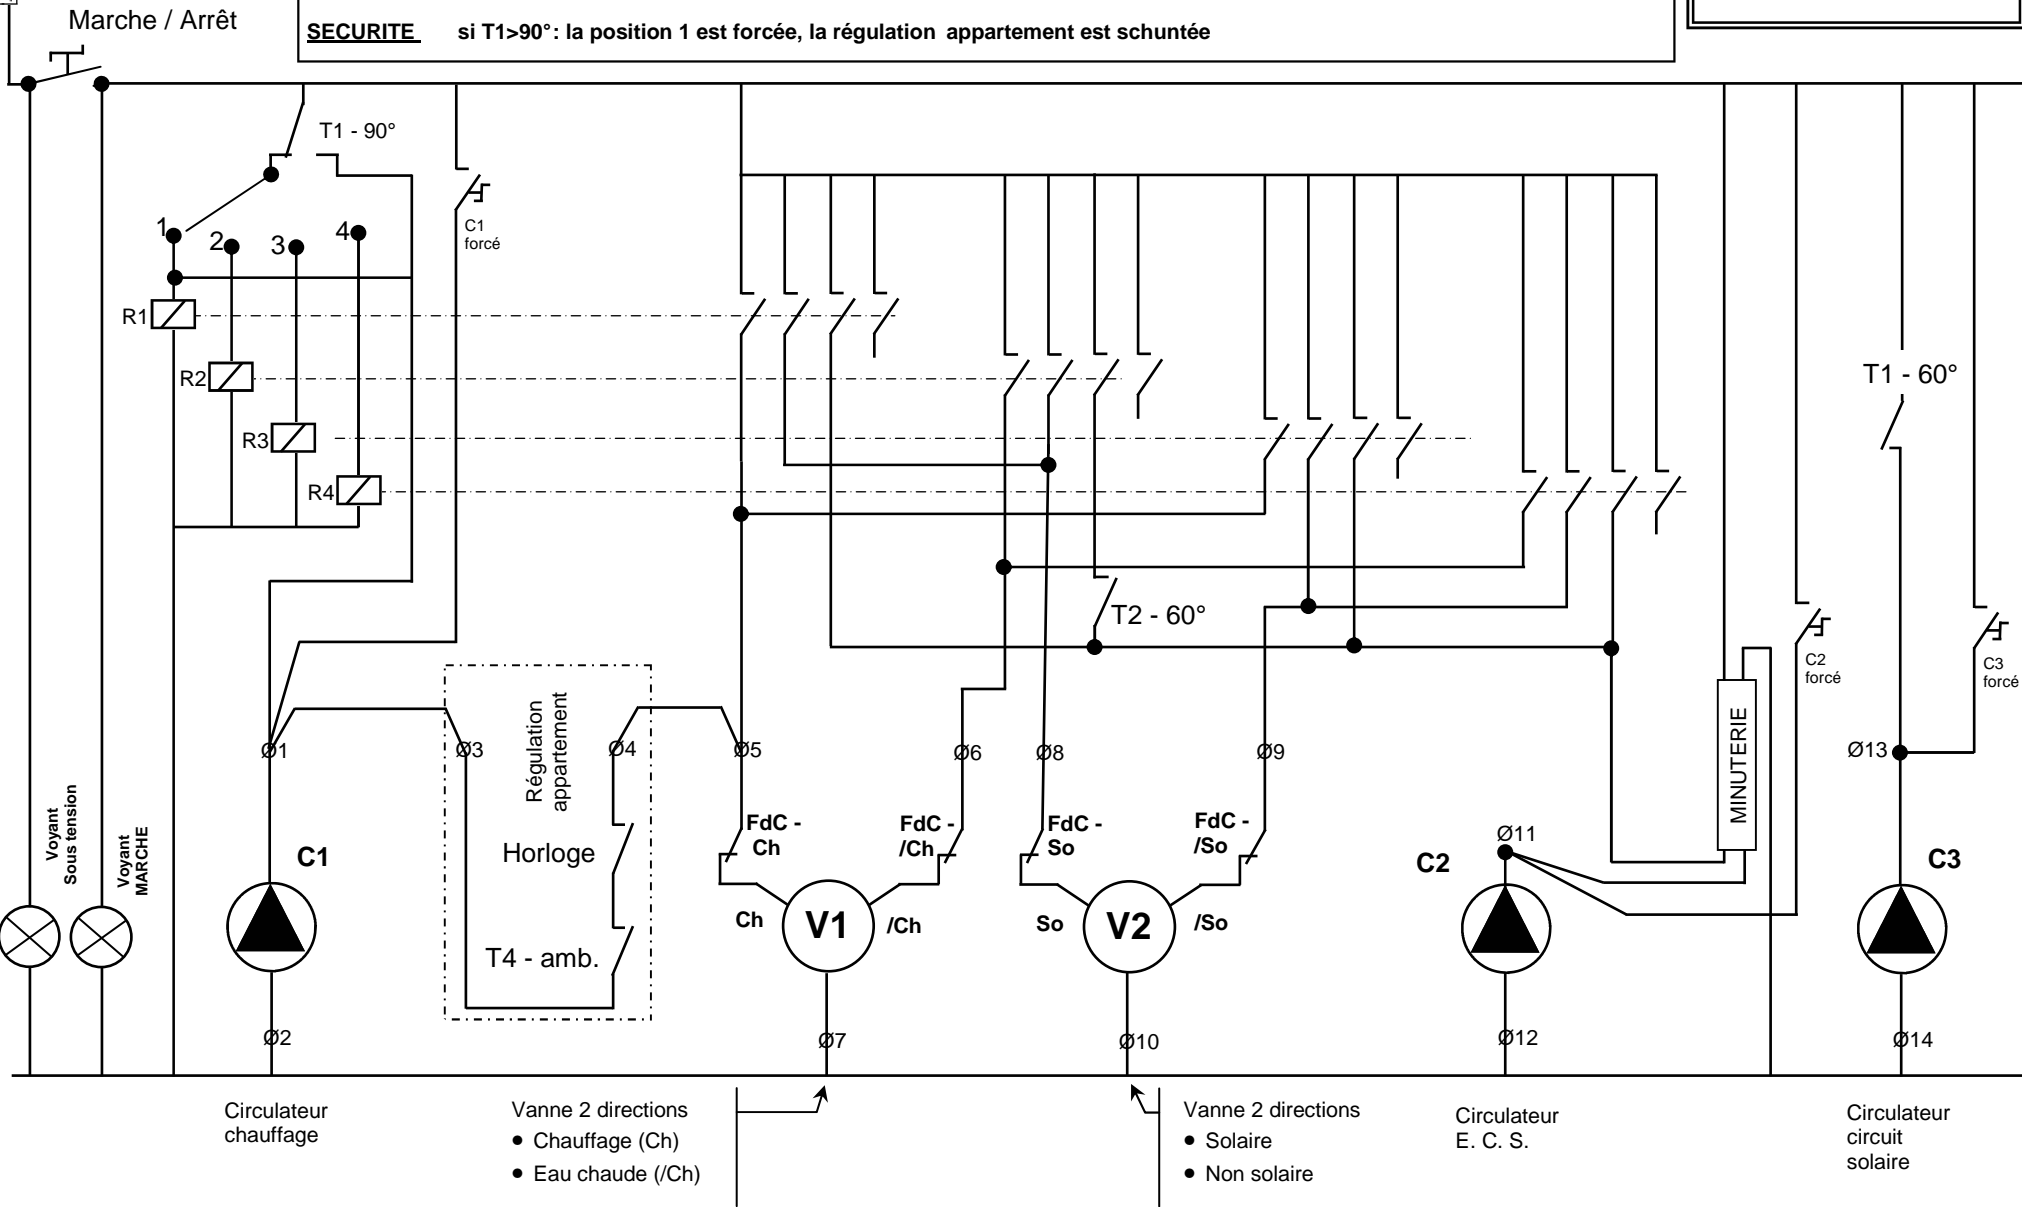 Marche / Arrêt
SECURITE si T1>90°: la position 1 est forcée, la régulation appartement est schuntée
T1 - 90°
1
2
3
4
C1
forcé
R1
R2
R3
R4
T1 - 60°
T2 - 60°
C2
forcé
C3
forcé
MINUTERIE
Régulation
appartement
Ø1
Ø3
Ø4
Ø5
Ø6
Ø8
Ø9
Ø13
Voyant
Sous tension
Voyant
MARCHE
C1
Horloge
T4 - amb.
FdC -
Ch
FdC -
/Ch
FdC -
So
FdC -
/So
Ø11
C2
C3
Ch
V1
/Ch
So
V2
/So
Ø2
Ø7
Ø10
Ø12
Ø14
Circulateur
chauffage
Vanne 2 directions
• Chauffage (Ch)
• Eau chaude (/Ch)
Vanne 2 directions
• Solaire
• Non solaire
Circulateur
E. C. S.
Circulateur
circuit
solaire